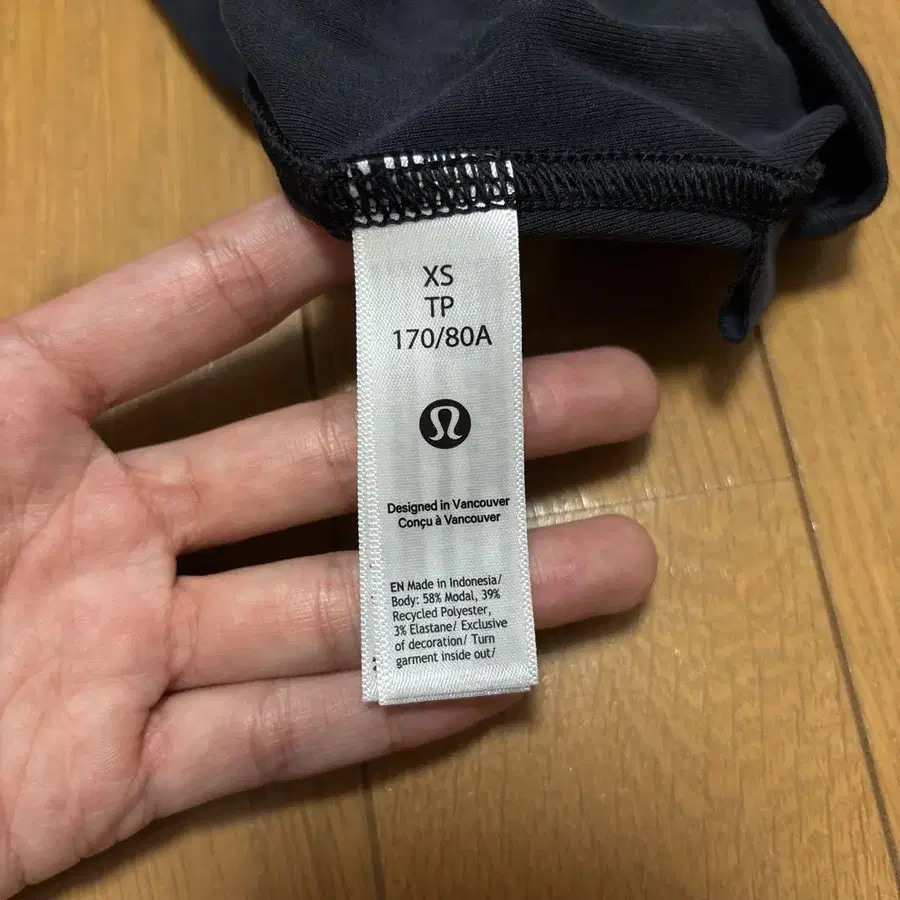 XS
TP
170/80A
Designed in Vancouver
Conçu à Vancouver
EN Made in Indonesia/
Body: 58% Modal, 39%
Recycled Polyester,
3% Elastane/ Exclusive
of decoration/ Turn
garment inside out/